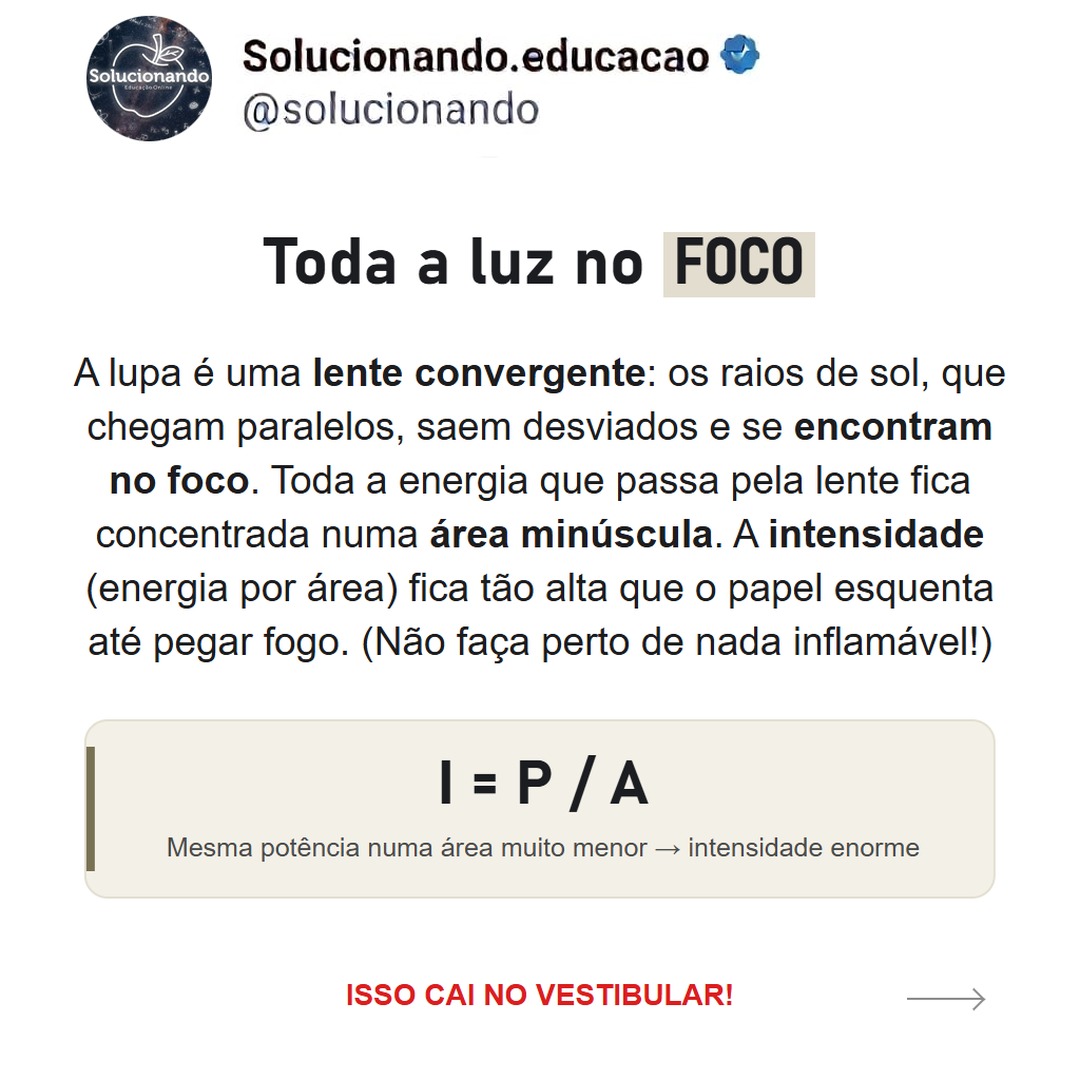 Solucionando
Educação Online
Solucionando.educacao
@solucionando
Toda a luz no FOCO
A lupa é uma lente convergente: os raios de sol, que
chegam paralelos, saem desviados e se encontram
no foco. Toda a energia que passa pela lente fica
concentrada numa área minúscula. A intensidade
(energia por área) fica tão alta que o papel esquenta
até pegar fogo. (Não faça perto de nada inflamável!)
I = P / A
Mesma potência numa área muito menor → intensidade enorme
ISSO CAI NO VESTIBULAR!